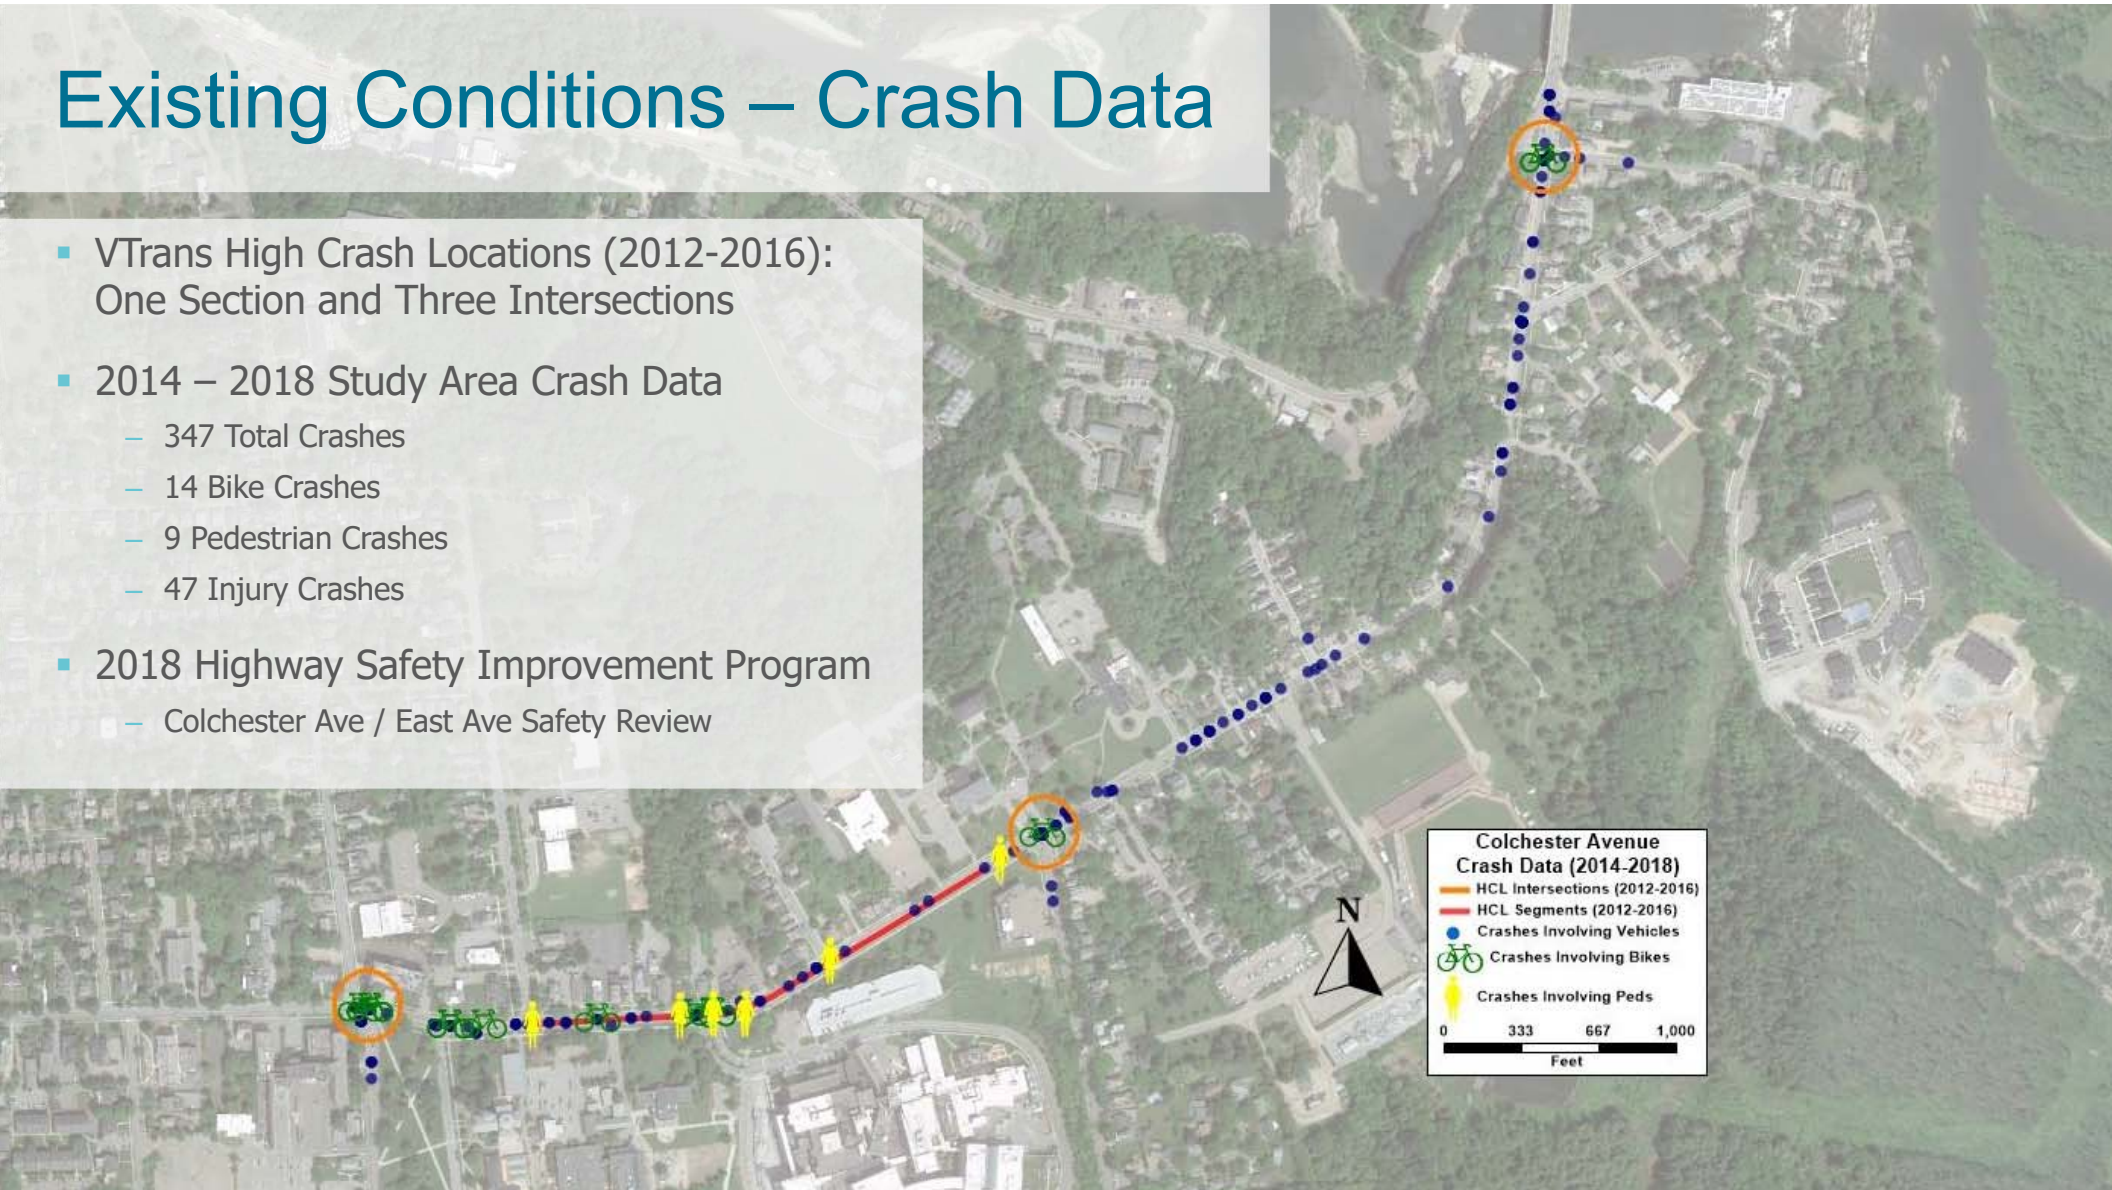 Existing Conditions – Crash Data
▪ VTrans High Crash Locations (2012-2016):
One Section and Three Intersections
▪ 2014 – 2018 Study Area Crash Data
– 347 Total Crashes
– 14 Bike Crashes
– 9 Pedestrian Crashes
– 47 Injury Crashes
▪ 2018 Highway Safety Improvement Program
– Colchester Ave / East Ave Safety Review
N
Colchester Avenue
Crash Data (2014-2018)
HCL Intersections (2012-2016)
HCL Segments (2012-2016)
Crashes Involving Vehicles
Crashes Involving Bikes
Crashes Involving Peds
0 333 667 1,000
Feet